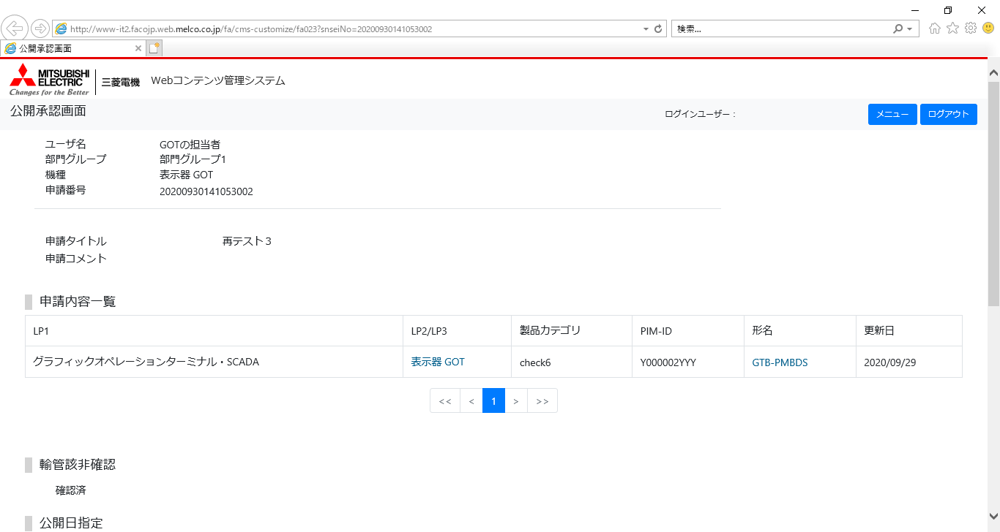 http://www-it2.facojp.web.melco.co.jp/fa/cms-customize/fa023?snseiNo=20200930141053002
検索...
公開承認画面
MITSUBISHI ELECTRIC
Changes for the Better
三菱電機 Webコンテンツ管理システム
公開承認画面 ログインユーザー： メニュー ログアウト
ユーザ名 GOTの担当者
部門グループ 部門グループ1
機種 表示器 GOT
申請番号 20200930141053002
申請タイトル 再テスト３
申請コメント
申請内容一覧
LP1 LP2/LP3 製品カテゴリ PIM-ID 形名 更新日
グラフィックオペレーションターミナル・SCADA 表示器 GOT check6 Y000002YYY GTB-PMBDS 2020/09/29
<< < 1 > >>
輸管該非確認
確認済
公開日指定